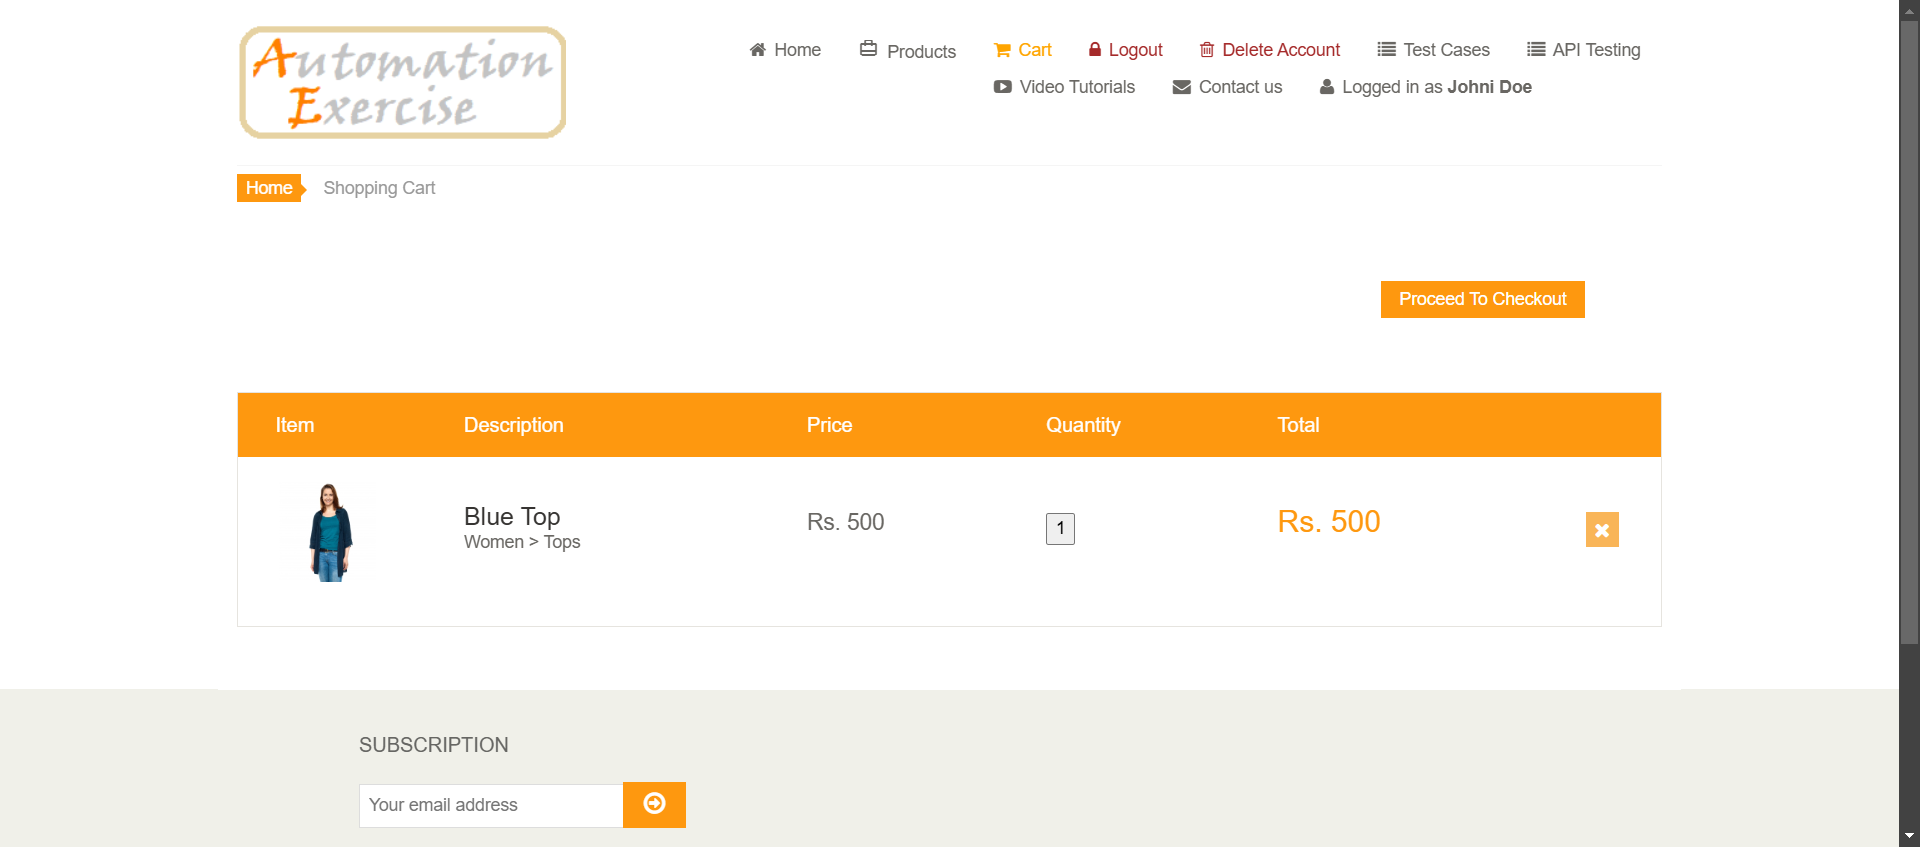 Automation
Exercise
Home Products Cart Logout Delete Account Test Cases API Testing
Video Tutorials Contact us Logged in as Johni Doe
Home Shopping Cart
Proceed To Checkout
Item Description Price Quantity Total
Blue Top Rs. 500 1 Rs. 500
Women > Tops
SUBSCRIPTION
Your email address